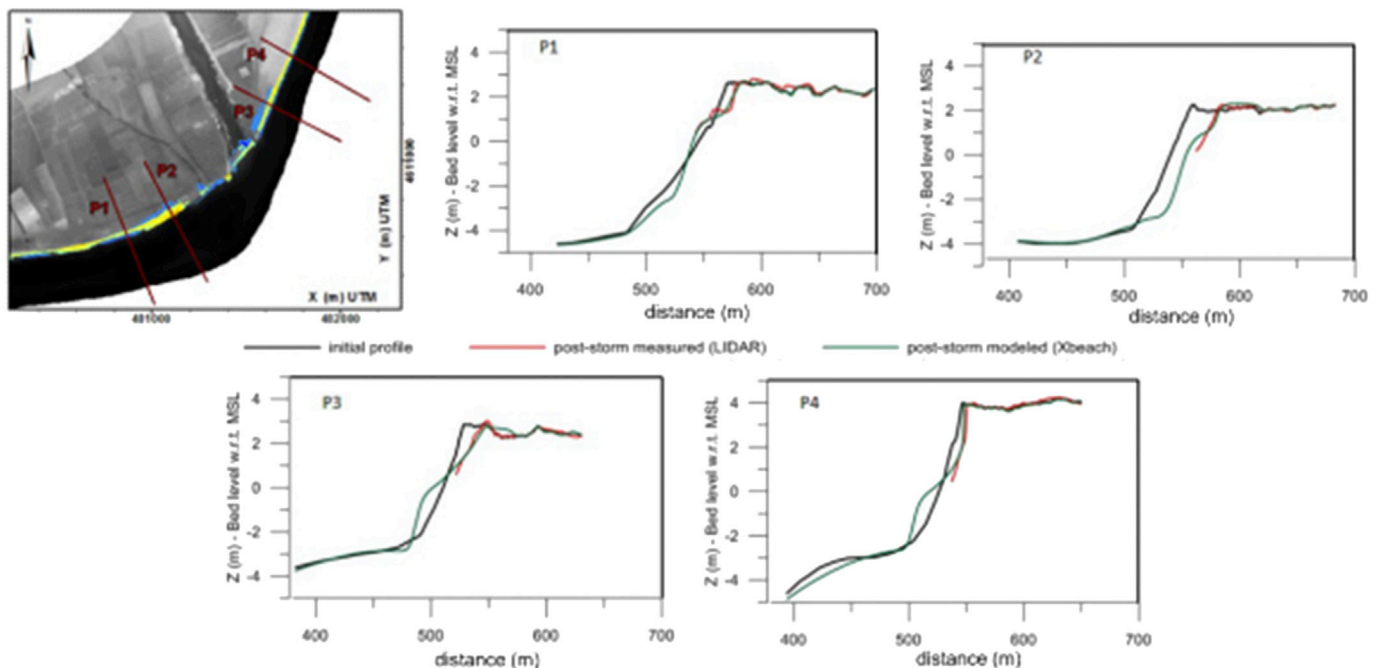 N
P4
P3
P2
P1
4611000
Y (m) UTM
X (m) UTM
481000
482000
P1
Z (m) - Bed level w.r.t. MSL
4
2
0
-2
-4
400
500
600
700
distance (m)
P2
Z (m) - Bed level w.r.t. MSL
4
2
0
-2
-4
400
500
600
700
distance (m)
initial profile
post-storm measured (LIDAR)
post-storm modeled (Xbeach)
P3
Z (m) - Bed level w.r.t. MSL
4
2
0
-2
-4
400
500
600
700
distance (m)
P4
Z (m) - Bed level w.r.t. MSL
4
2
0
-2
-4
400
500
600
700
distance (m)